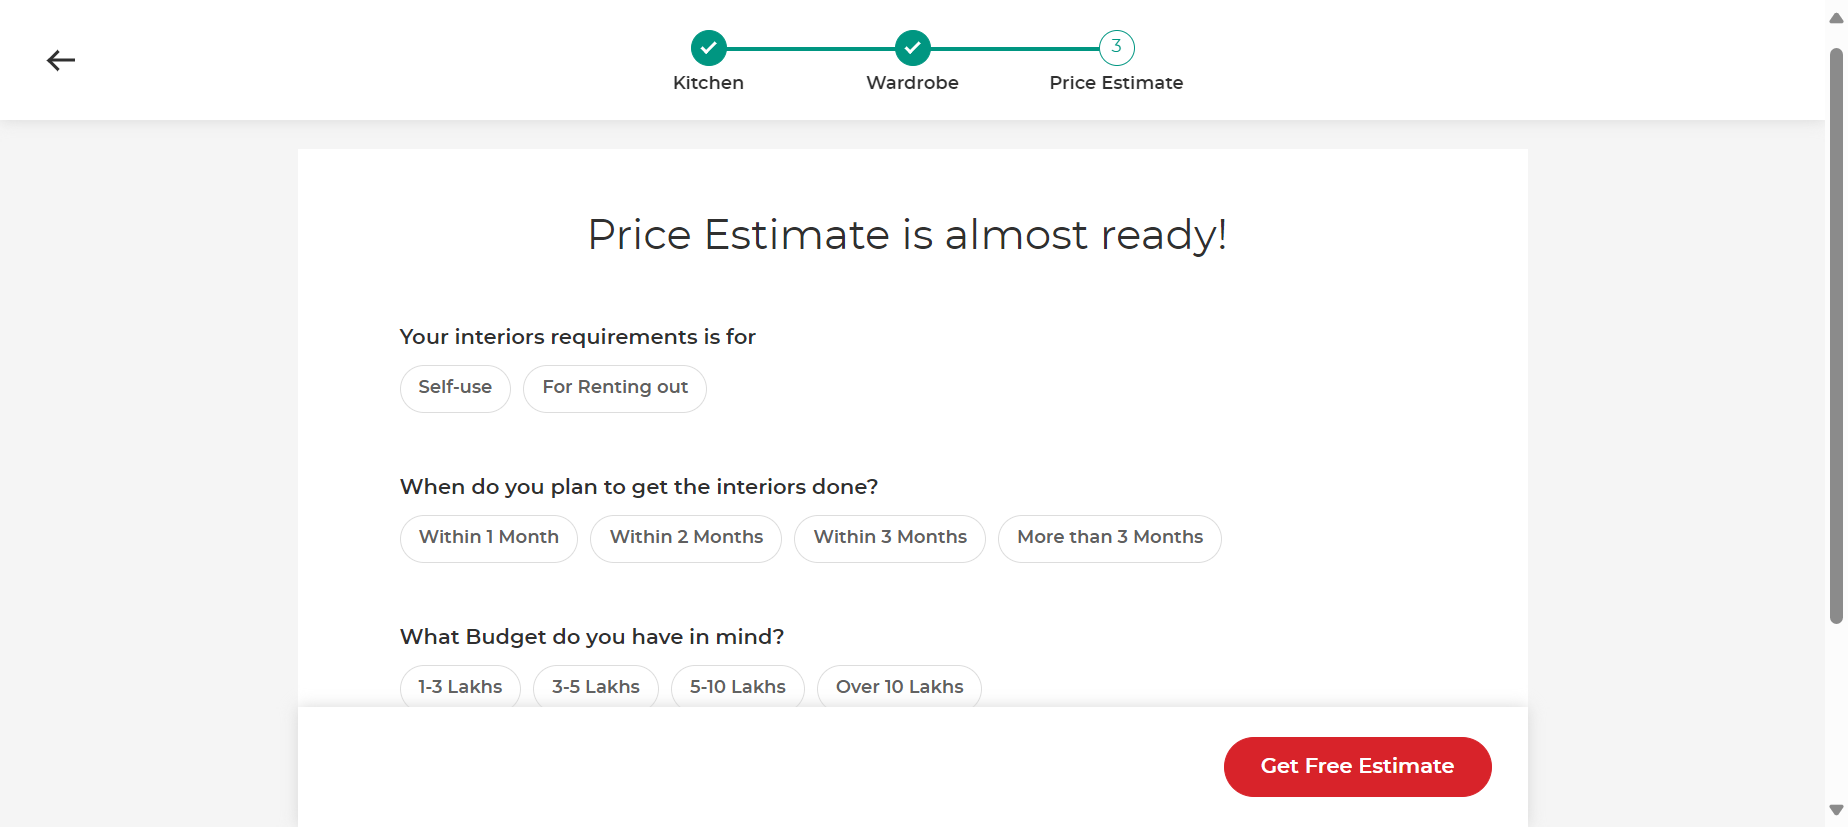 Kitchen
Wardrobe
3
Price Estimate
Price Estimate is almost ready!
Your interiors requirements is for
Self-use
For Renting out
When do you plan to get the interiors done?
Within 1 Month
Within 2 Months
Within 3 Months
More than 3 Months
What Budget do you have in mind?
1-3 Lakhs
3-5 Lakhs
5-10 Lakhs
Over 10 Lakhs
Get Free Estimate